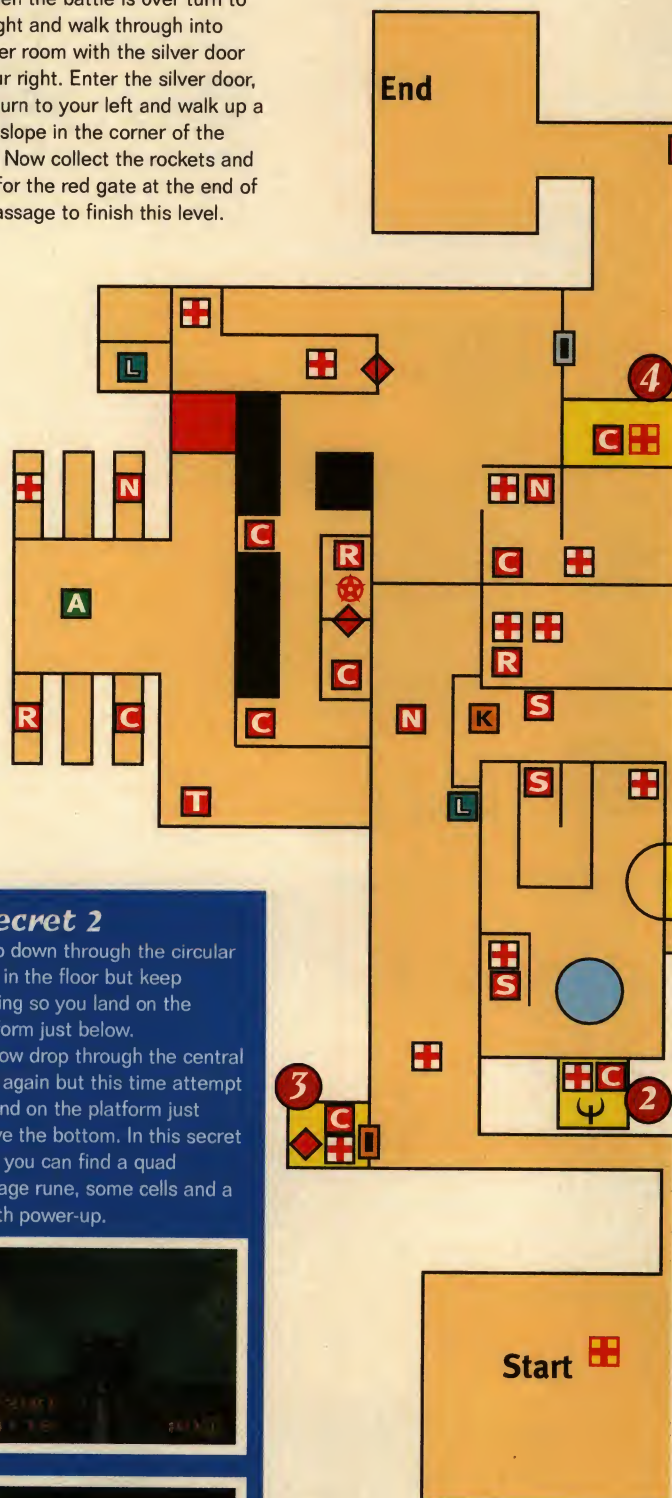 en the battle is over turn to
ght and walk through into
er room with the silver door
ur right. Enter the silver door,
urn to your left and walk up a
slope in the corner of the
Now collect the rockets and
for the red gate at the end of
assage to finish this level.
End
L
4
C
N
N
C
C
R
A
R
C
R
C
C
N
K
S
T
S
L
ecret 2
o down through the circular
in the floor but keep
ing so you land on the
form just below.
ow drop through the central
again but this time attempt
nd on the platform just
ve the bottom. In this secret
you can find a quad
age rune, some cells and a
th power-up.
S
3
C
C
2
Start